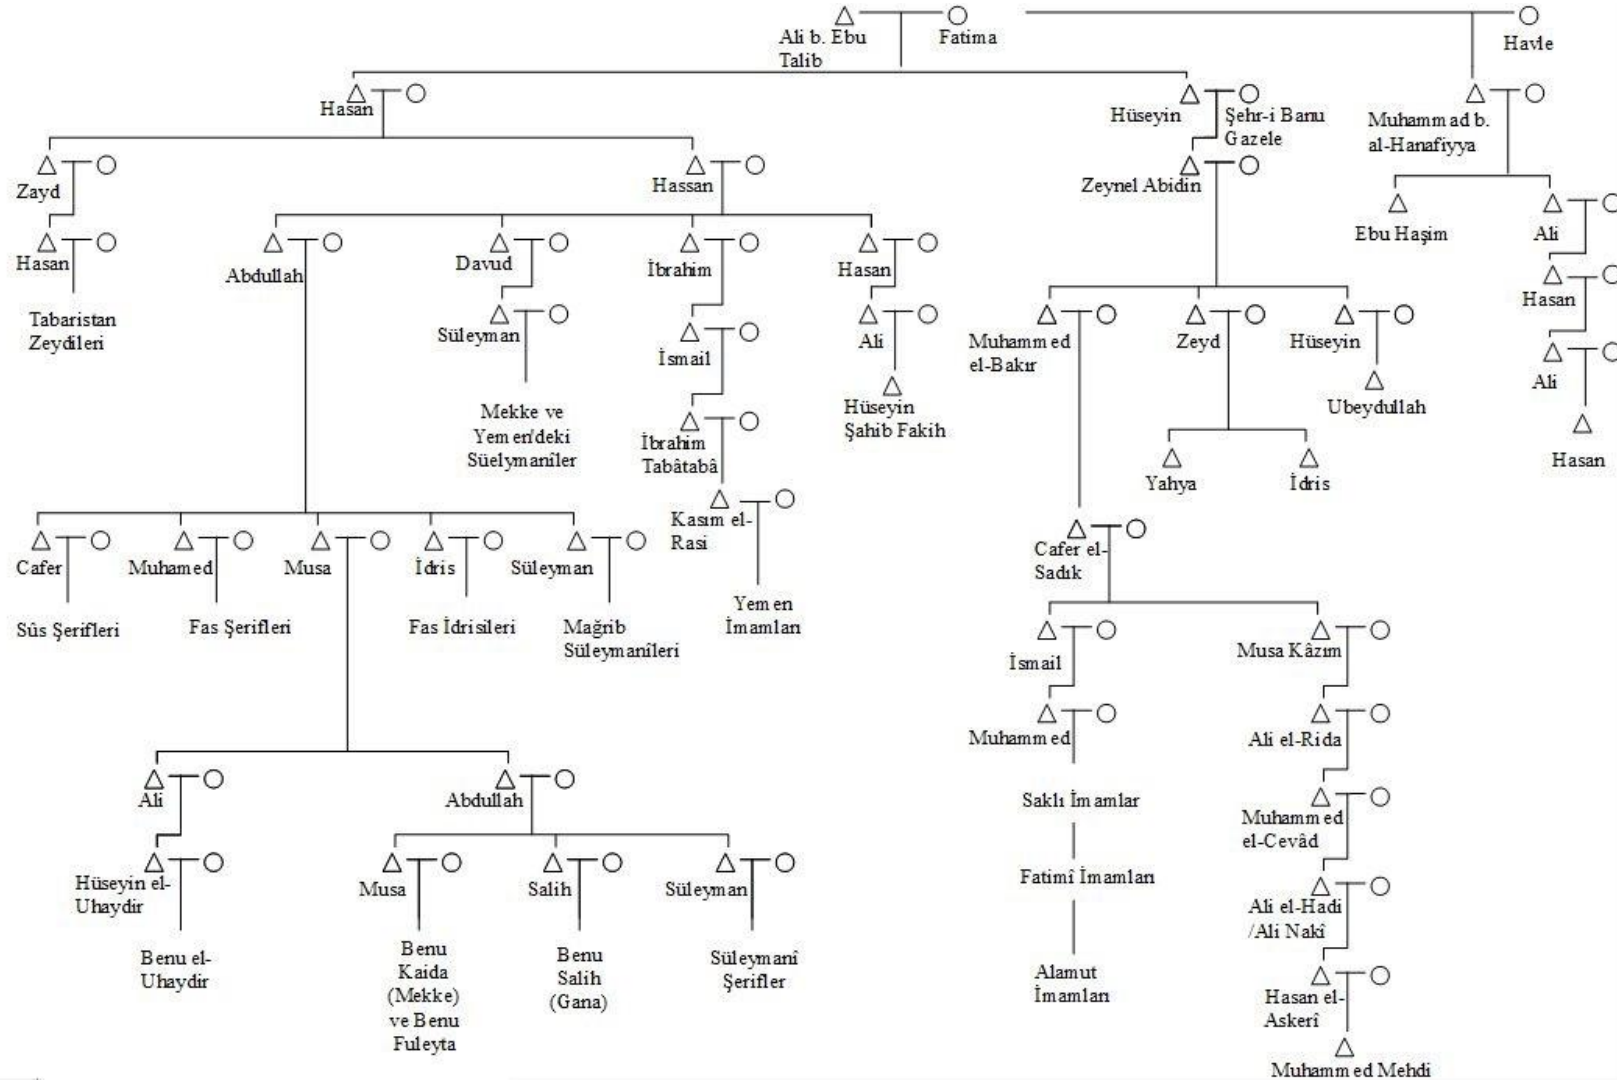 Ali b. Ebu
Talib
Fatima
Havle
Hasan
Hüseyin
Şehr-i Banu
Gazele
Muhammad b.
al-Hanafiyya
Zayd
Hassan
Zeynel Abidin
Ebu Haşim
Ali
Hasan
Abdullah
Davud
İbrahim
Hasan
Hasan
Tabaristan
Zeydileri
Süleyman
İsmail
Ali
Muhammed
el-Bakır
Zeyd
Hüseyin
Ali
Mekke ve
Yemen'deki
Süelymanîler
İbrahim
Tabâtabâ
Hüseyin
Şahib Fakih
Ubeydullah
Hasan
Yahya
İdris
Kasım el-
Rasi
Cafer
Muhamed
Musa
İdris
Süleyman
Cafer el-
Sadık
Sûs Şerifleri
Fas Şerifleri
Fas İdrisileri
Mağrib
Süleymanîleri
Yemen
İmamları
İsmail
Musa Kâzım
Muhammed
Ali el-Rida
Ali
Abdullah
Saklı İmamlar
Muhammed
el-Cevâd
Hüseyin el-
Uhaydir
Musa
Salih
Süleyman
Fatimî İmamları
Ali el-Hadi
/Ali Nakî
Benu el-
Uhaydir
Benu
Kaida
(Mekke)
ve Benu
Fuleyta
Benu
Salih
(Gana)
Süleymanî
Şerifler
Alamut
İmamları
Hasan el-
Askerî
Muhammed Mehdi